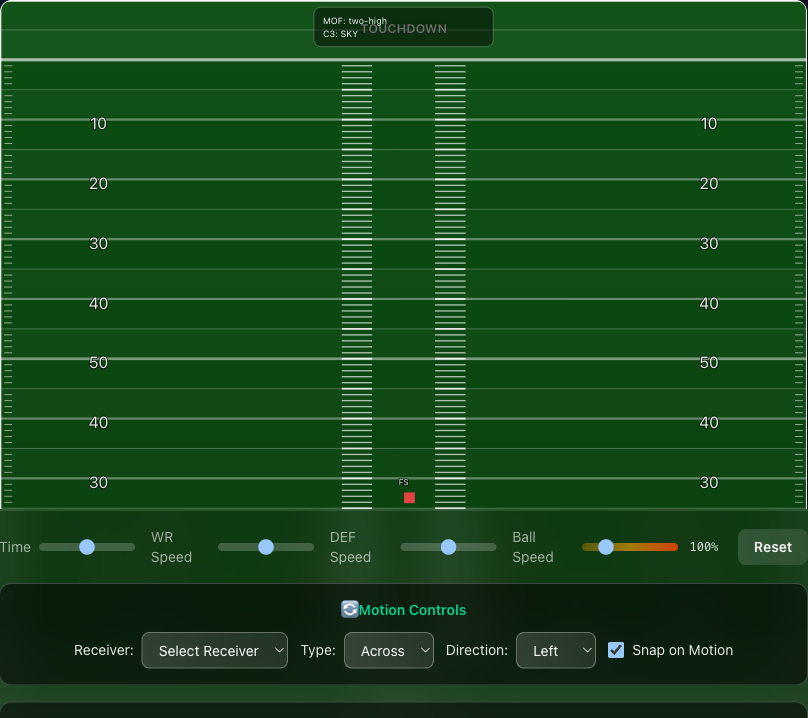 MOF: two-high
TOUCHDOWN
C3: SKY
10 10
20 20
30 30
40 40
50 50
40 40
30 30
FS
Time WR Speed DEF Speed Ball Speed 100% Reset
Motion Controls
Receiver: Select Receiver Type: Across Direction: Left Snap on Motion